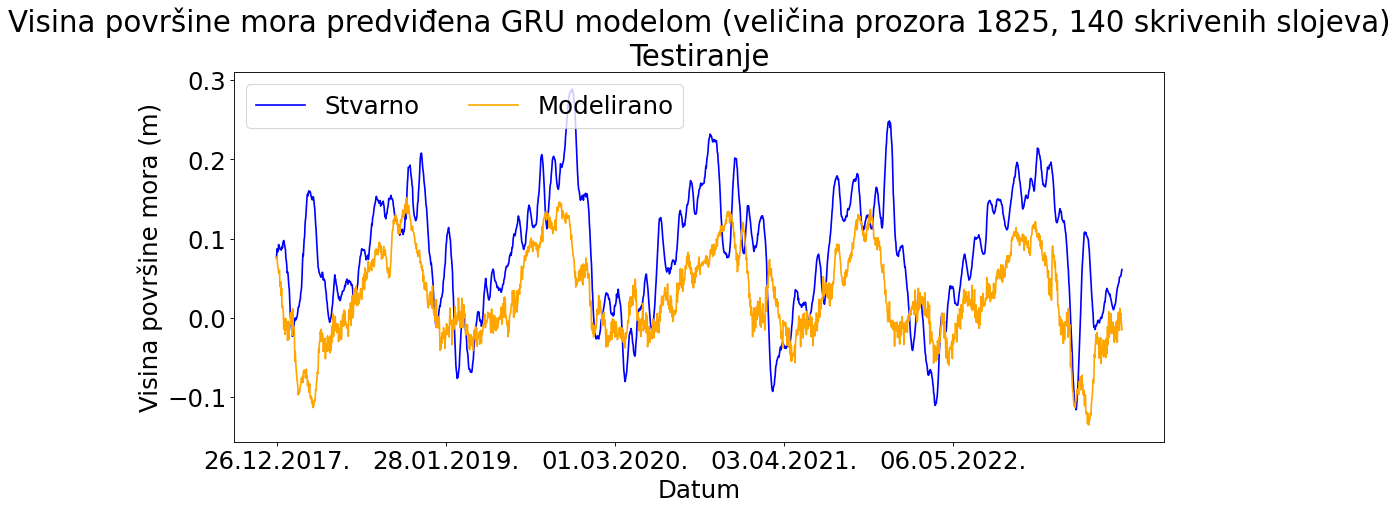 Visina površine mora predviđena GRU modelom (veličina prozora 1825, 140 skrivenih slojeva)
Testiranje
Stvarno
Modelirano
Visina površine mora (m)
0.3
0.2
0.1
0.0
−0.1
26.12.2017.
28.01.2019.
01.03.2020.
03.04.2021.
06.05.2022.
Datum